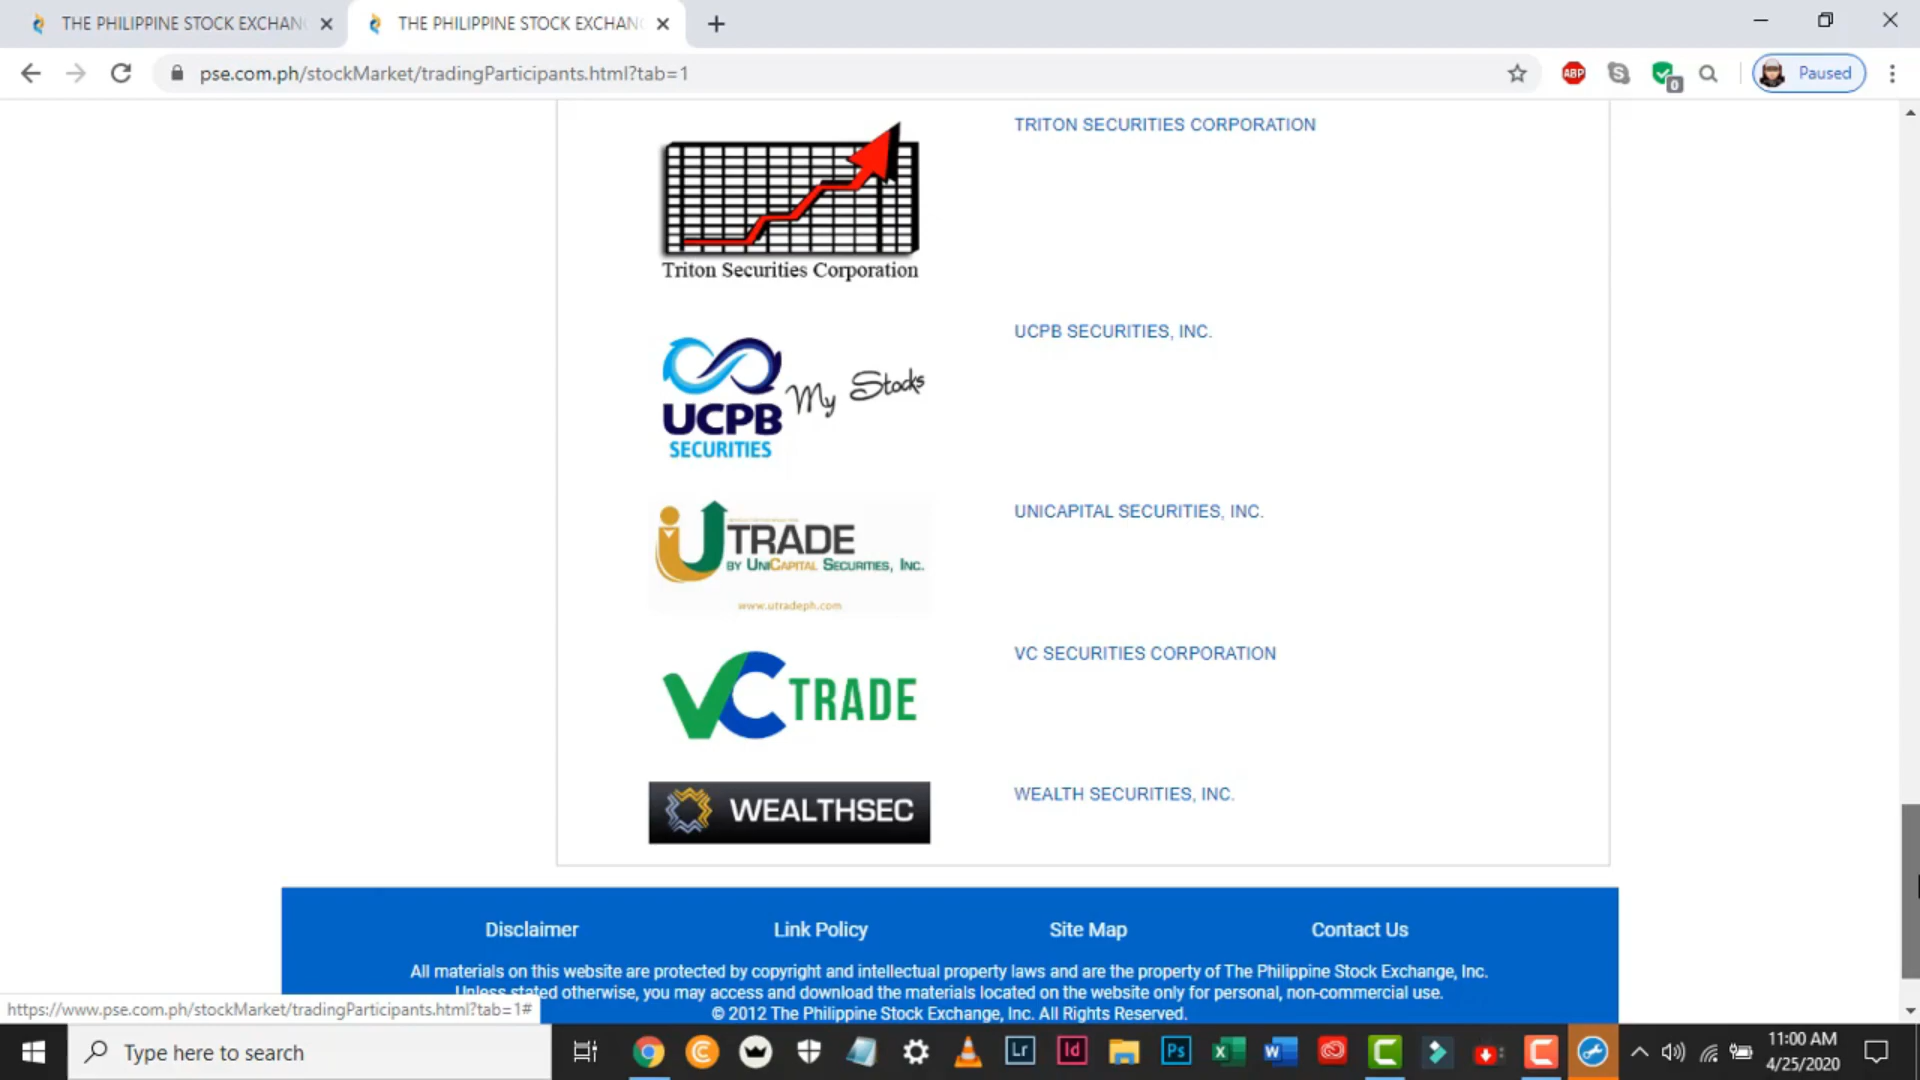 THE PHILIPPINE STOCK EXCHAN
THE PHILIPPINE STOCK EXCHAN
pse.com.ph/stockMarket/tradingParticipants.html?tab=1
ABP
0
Paused
TRITON SECURITIES CORPORATION
Triton Securities Corporation
UCPB SECURITIES, INC.
My Stocks
UCPB
SECURITIES
UNICAPITAL SECURITIES, INC.
U TRADE
BY UNICAPITAL SECURITIES, INC.
www.utradeph.com
VC SECURITIES CORPORATION
VC TRADE
WEALTH SECURITIES, INC.
WEALTHSEC
Disclaimer
Link Policy
Site Map
Contact Us
All materials on this website are protected by copyright and intellectual property laws and are the property of The Philippine Stock Exchange, Inc.
Unless stated otherwise, you may access and download the materials located on the website only for personal, non-commercial use.
© 2012 The Philippine Stock Exchange, Inc. All Rights Reserved.
https://www.pse.com.ph/stockMarket/tradingParticipants.html?tab=1#
Type here to search
Lr
Id
Ps
11:00 AM
4/25/2020